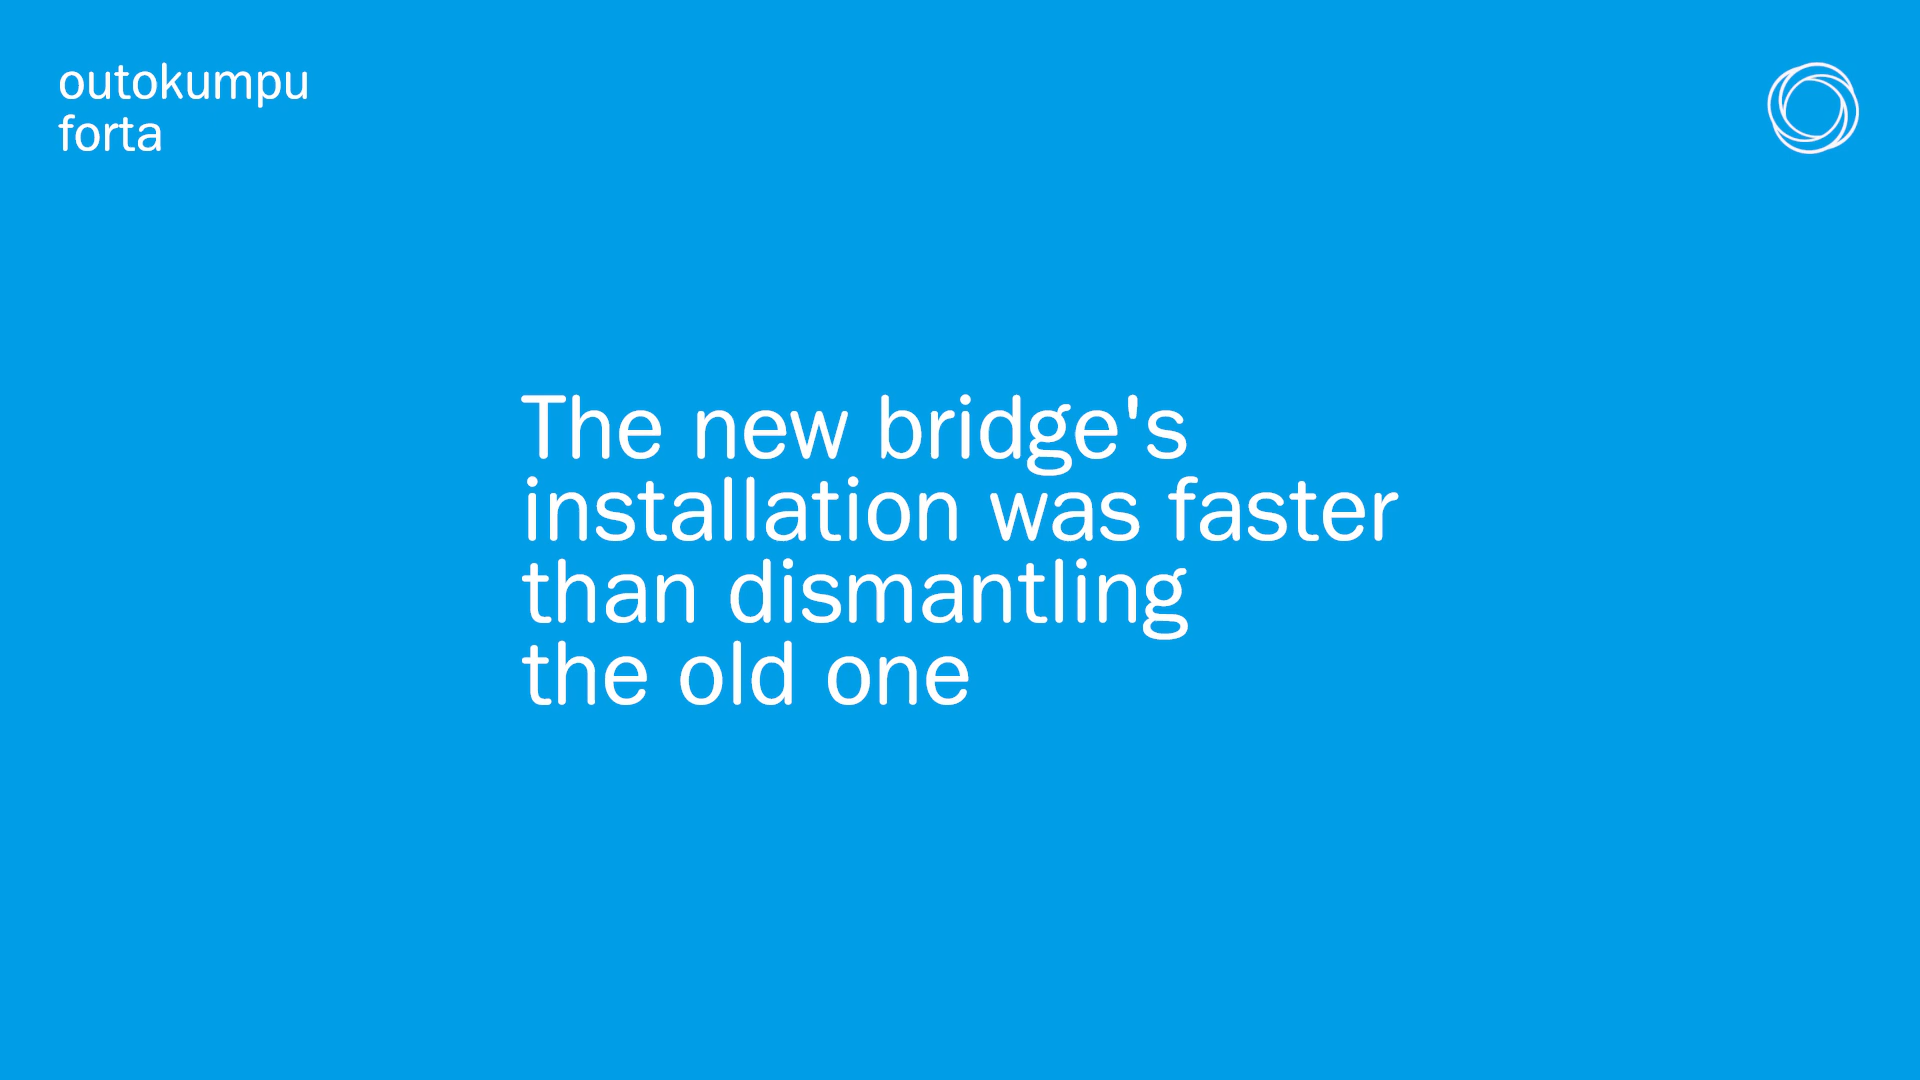 outokumpu
forta
The new bridge's
installation was faster
than dismantling
the old one